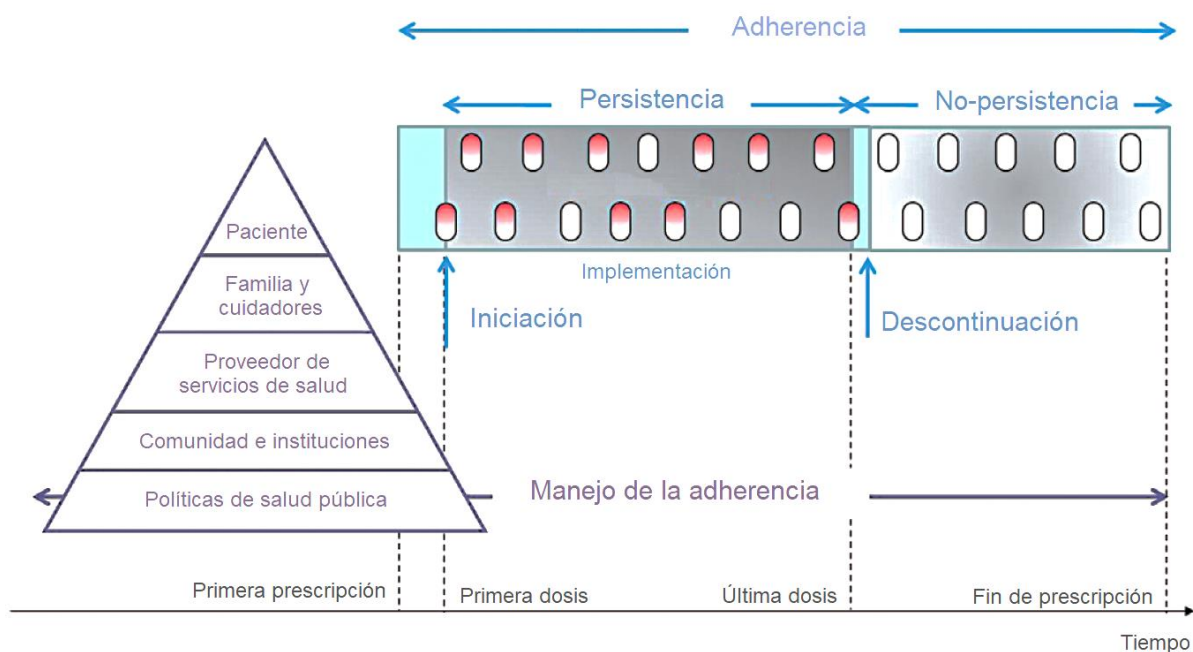 Adherencia
Persistencia
No-persistencia
Implementación
Iniciación
Descontinuación
Paciente
Familia y
cuidadores
Proveedor de
servicios de salud
Comunidad e instituciones
Políticas de salud pública
Manejo de la adherencia
Primera prescripción
Primera dosis
Última dosis
Fin de prescripción
Tiempo